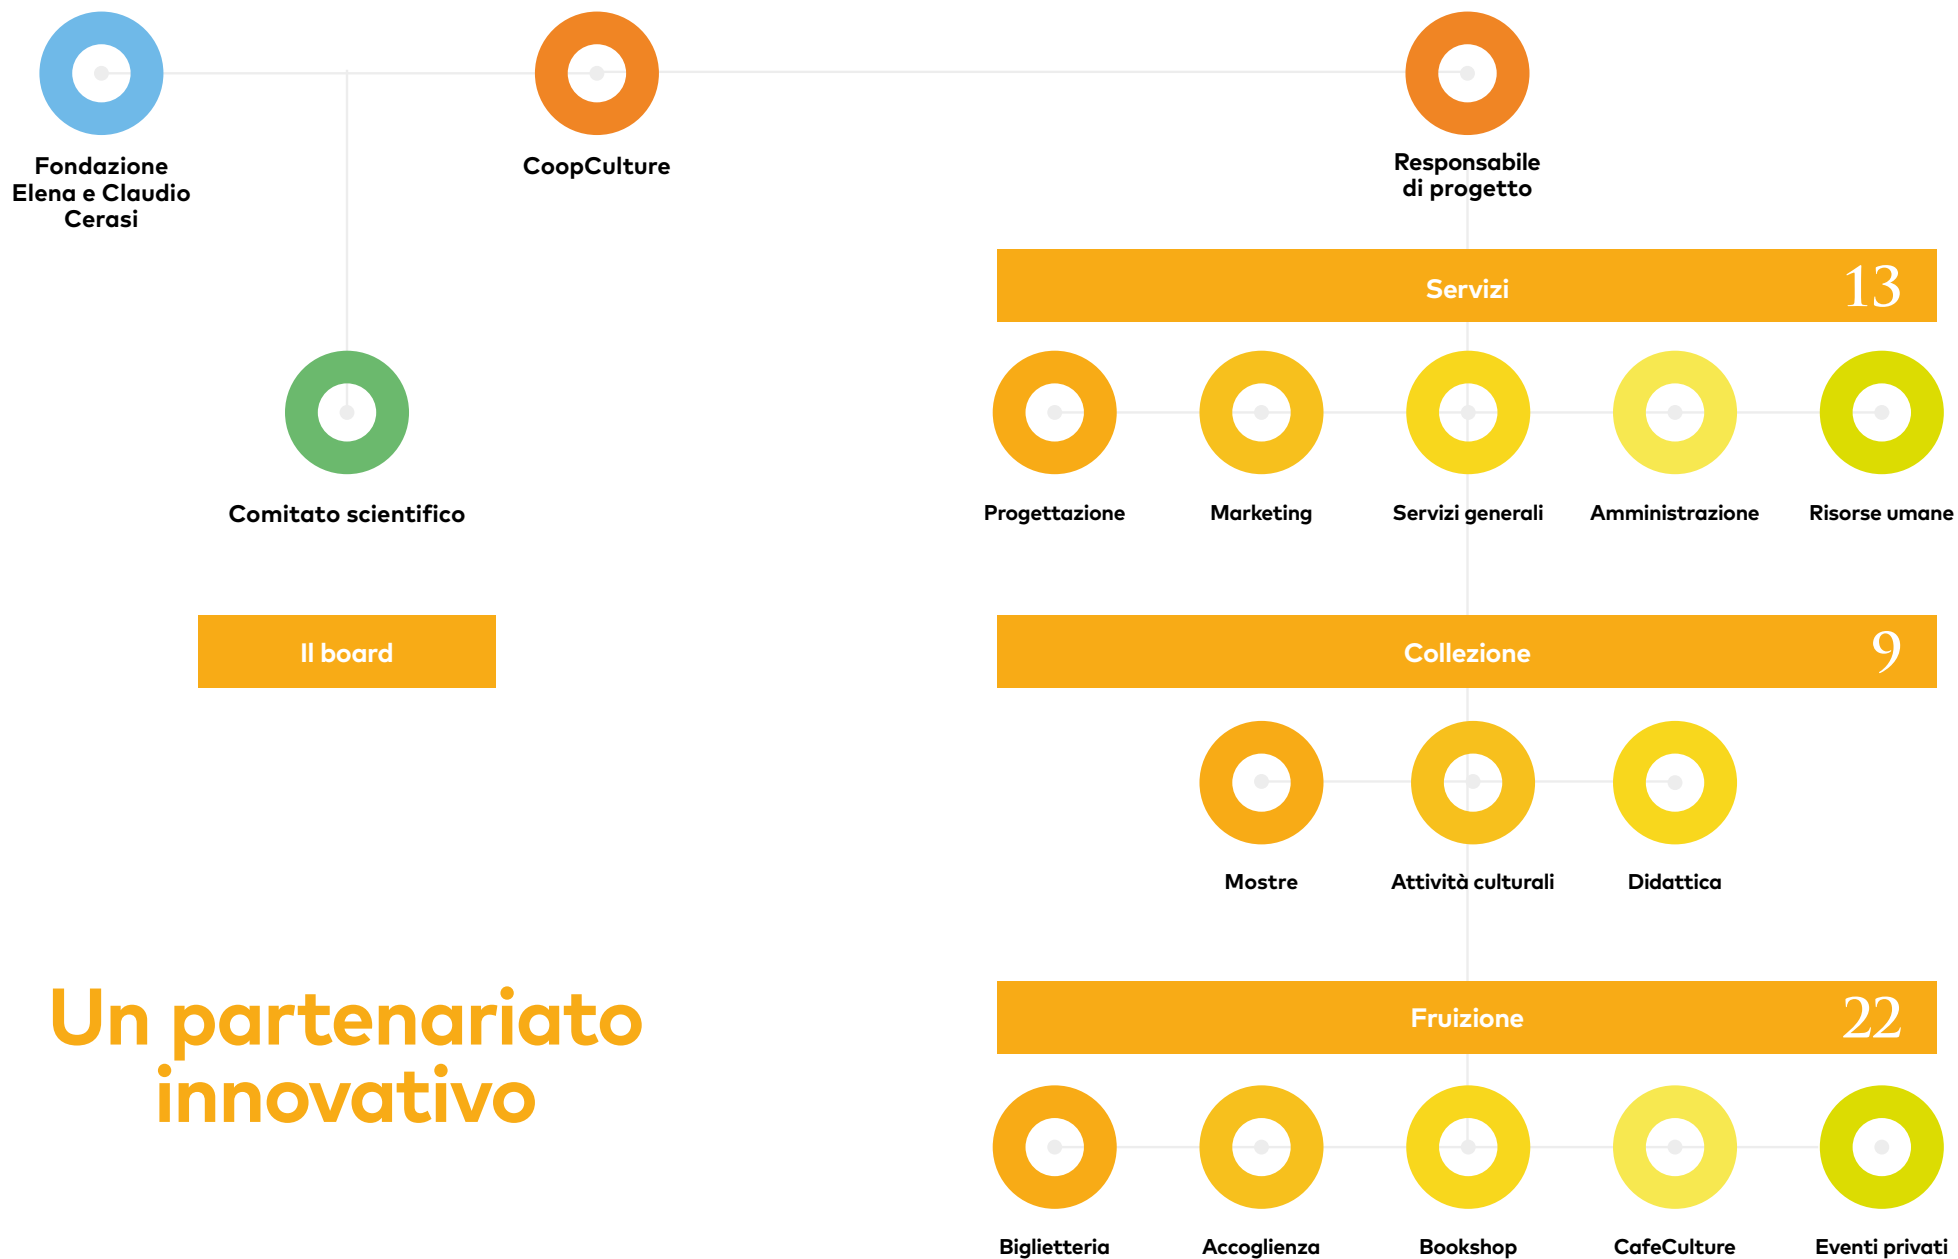 Fondazione
Elena e Claudio
Cerasi
CoopCulture
Responsabile
di progetto
Servizi 13
Progettazione
Marketing
Servizi generali
Amministrazione
Risorse umane
Comitato scientifico
Il board
Collezione 9
Mostre
Attività culturali
Didattica
Un partenariato
innovativo
Fruizione 22
Biglietteria
Accoglienza
Bookshop
CafeCulture
Eventi privati